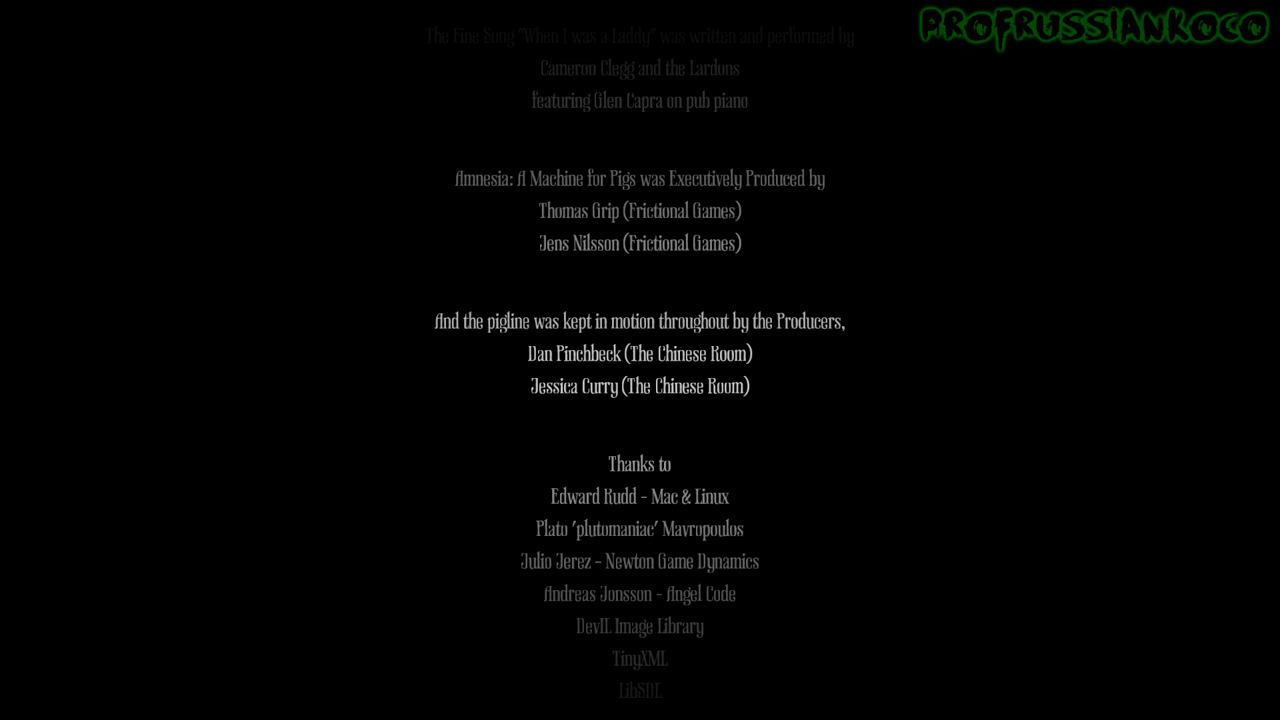 PROFRUSSIANKOCO
The Fine Song "When I was a Laddy" was written and performed by
Cameron Clegg and the Lardons
featuring Glen Capra on pub piano
Amnesia: A Machine for Pigs was Executively Produced by
Thomas Grip (Frictional Games)
Jens Nilsson (Frictional Games)
And the pigline was kept in motion throughout by the Producers,
Dan Pinchbeck (The Chinese Room)
Jessica Curry (The Chinese Room)
Thanks to
Edward Rudd - Mac & Linux
Plato 'plutomaniac' Mavropoulos
Julio Jerez - Newton Game Dynamics
Andreas Jonsson - Angel Code
DevIL Image Library
TinyXML
LibSDL